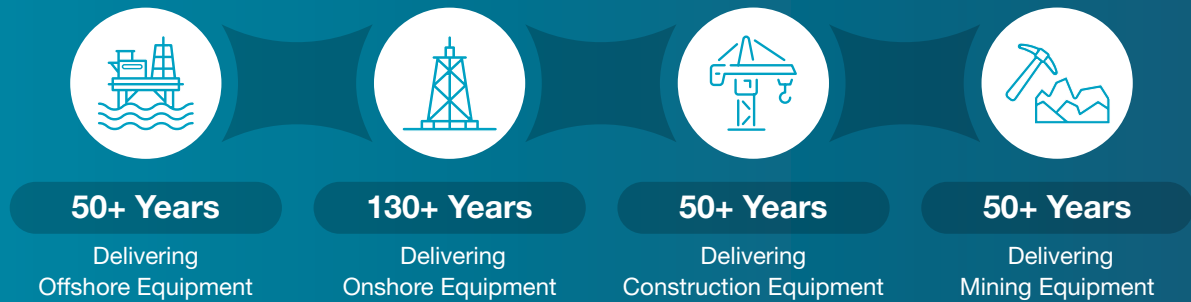 50+ Years
Delivering
Offshore Equipment
130+ Years
Delivering
Onshore Equipment
50+ Years
Delivering
Construction Equipment
50+ Years
Delivering
Mining Equipment